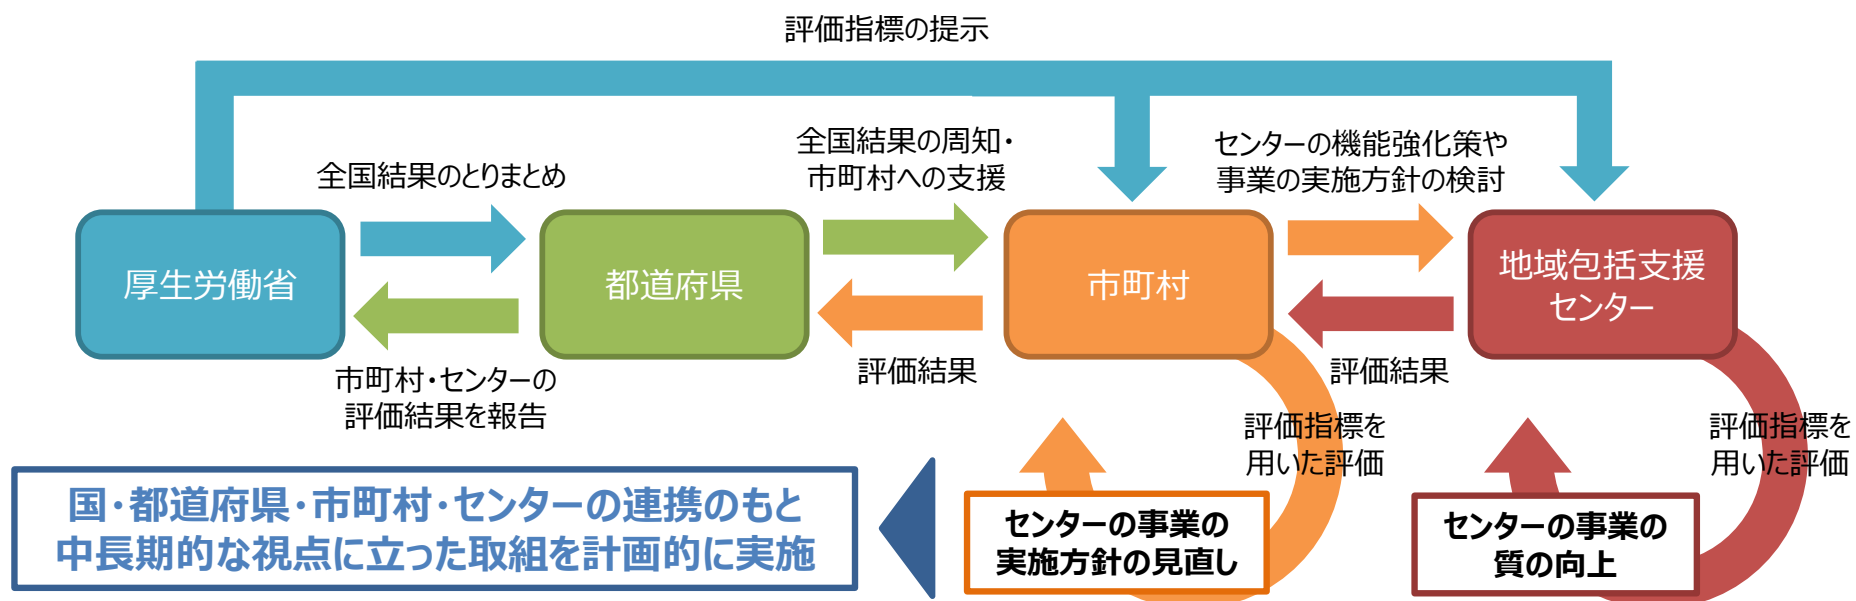 評価指標の提示
全国結果のとりまとめ
全国結果の周知・
市町村への支援
センターの機能強化策や
事業の実施方針の検討
厚生労働省
都道府県
市町村
地域包括支援
センター
市町村・センターの
評価結果を報告
評価結果
評価結果
評価指標を
用いた評価
評価指標を
用いた評価
国・都道府県・市町村・センターの連携のもと
中長期的な視点に立った取組を計画的に実施
センターの事業の
実施方針の見直し
センターの事業の
質の向上